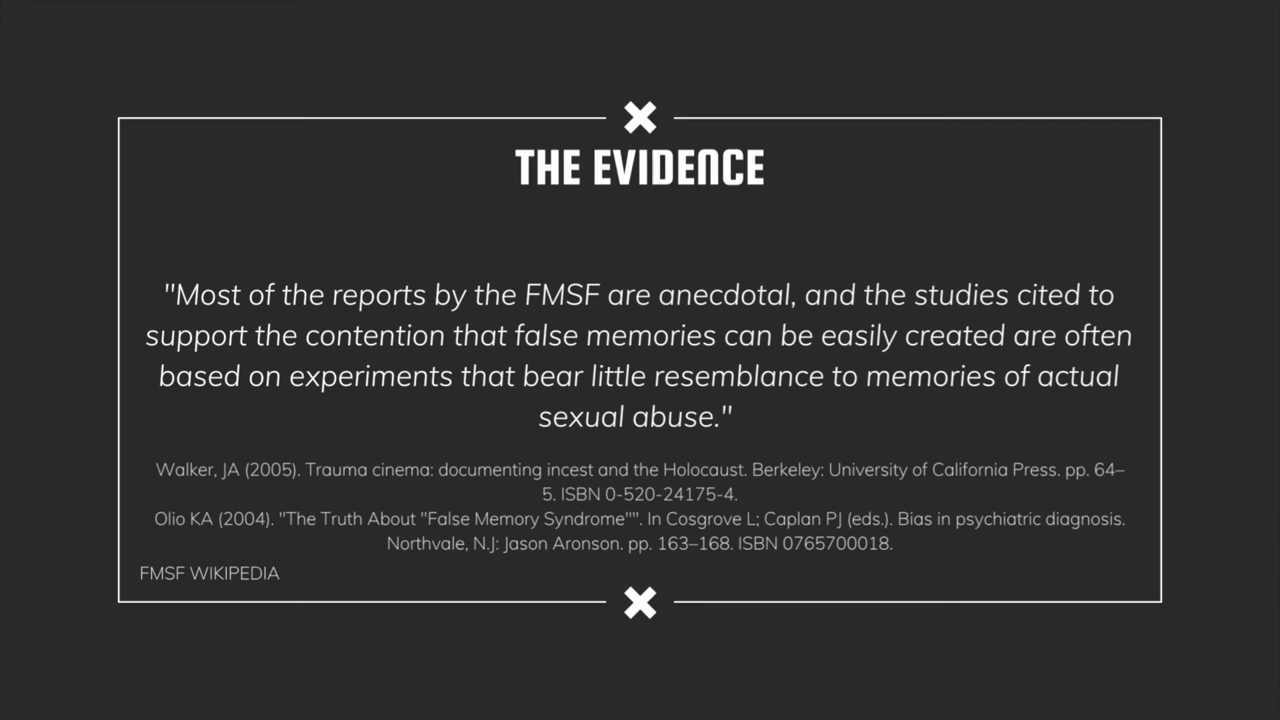 THE EVIDENCE
"Most of the reports by the FMSF are anecdotal, and the studies cited to
support the contention that false memories can be easily created are often
based on experiments that bear little resemblance to memories of actual
sexual abuse."
Walker, JA (2005). Trauma cinema: documenting incest and the Holocaust. Berkeley: University of California Press. pp. 64–
5. ISBN 0-520-24175-4.
Olio KA (2004). "The Truth About "False Memory Syndrome"". In Cosgrove L; Caplan PJ (eds.). Bias in psychiatric diagnosis.
Northvale, N.J: Jason Aronson. pp. 163–168. ISBN 0765700018.
FMSF WIKIPEDIA